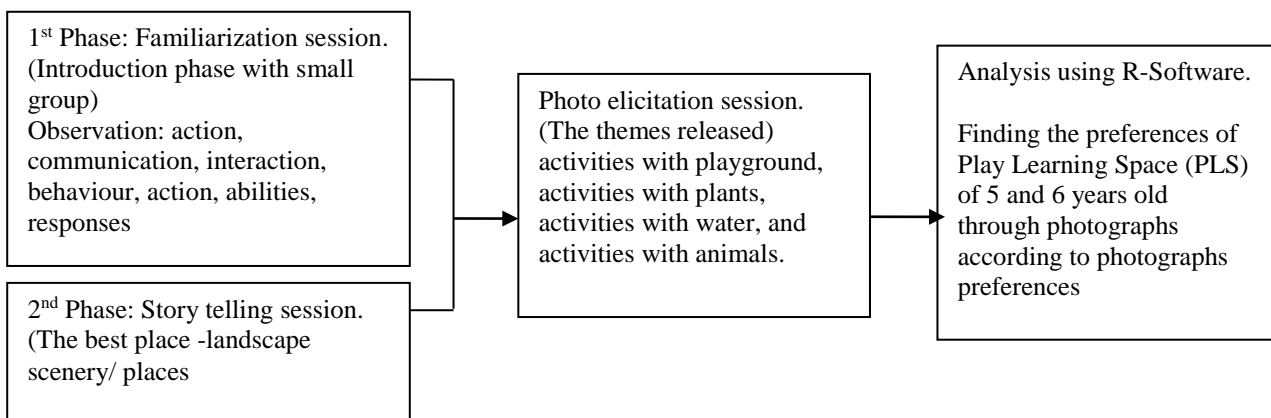 1st Phase: Familiarization session.
(Introduction phase with small
group)
Observation: action,
communication, interaction,
behaviour, action, abilities,
responses
2nd Phase: Story telling session.
(The best place -landscape
scenery/ places
Photo elicitation session.
(The themes released)
activities with playground,
activities with plants,
activities with water, and
activities with animals.
Analysis using R-Software.
Finding the preferences of
Play Learning Space (PLS)
of 5 and 6 years old
through photographs
according to photographs
preferences